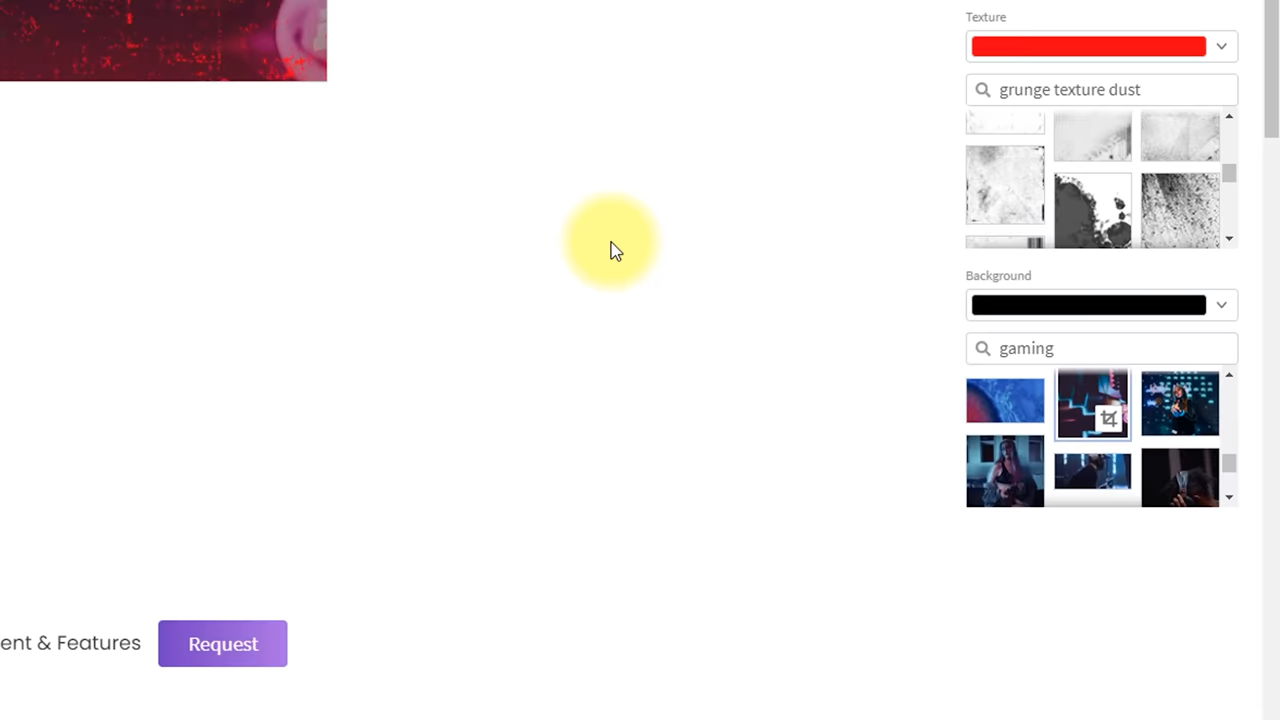 Texture
grunge texture dust
Background
gaming
ent & Features
Request